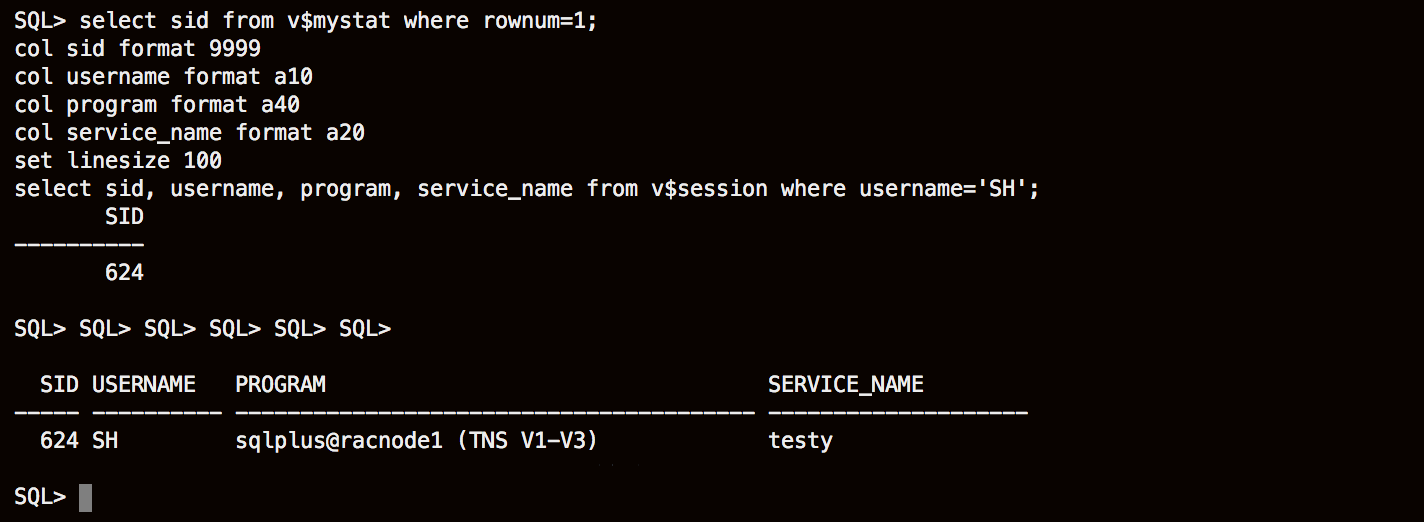 SQL> select sid from v$mystat where rownum=1;
col sid format 9999
col username format a10
col program format a40
col service_name format a20
set linesize 100
select sid, username, program, service_name from v$session where username='SH';
       SID
----------
       624

SQL> SQL> SQL> SQL> SQL> SQL>

  SID USERNAME   PROGRAM                                  SERVICE_NAME
----- ---------- ---------------------------------------- --------------------
  624 SH         sqlplus@racnode1 (TNS V1-V3)             testy

SQL>